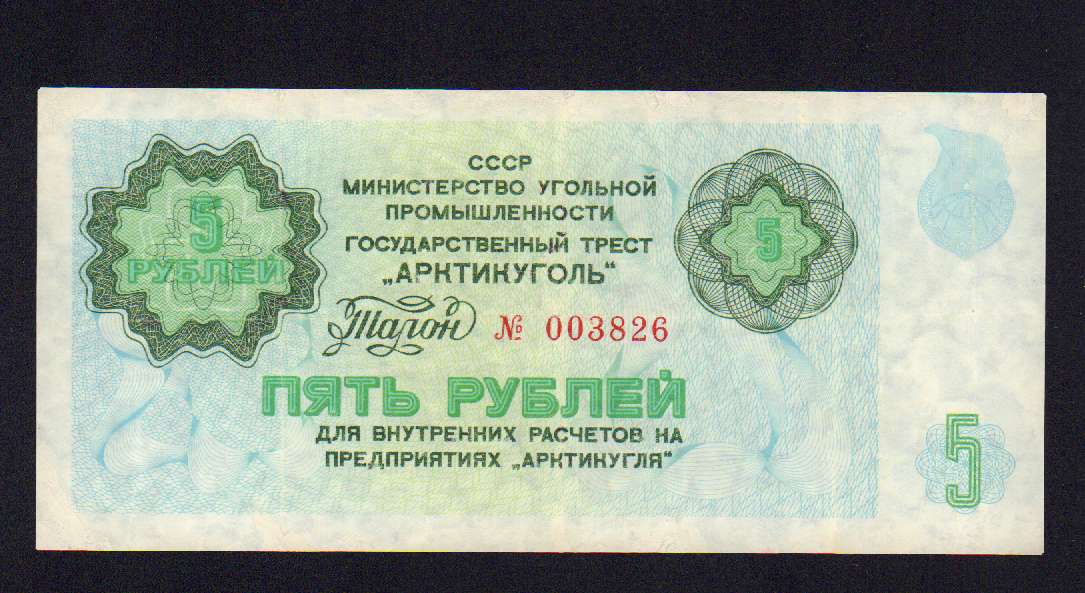 5
РУБЛЕЙ
СССР
МИНИСТЕРСТВО УГОЛЬНОЙ
ПРОМЫШЛЕННОСТИ
ГОСУДАРСТВЕННЫЙ ТРЕСТ
„АРКТИКУГОЛЬ“
5
Талон № 003826
ПЯТЬ РУБЛЕЙ
ДЛЯ ВНУТРЕННИХ РАСЧЕТОВ НА
ПРЕДПРИЯТИЯХ „АРКТИКУГЛЯ“
5